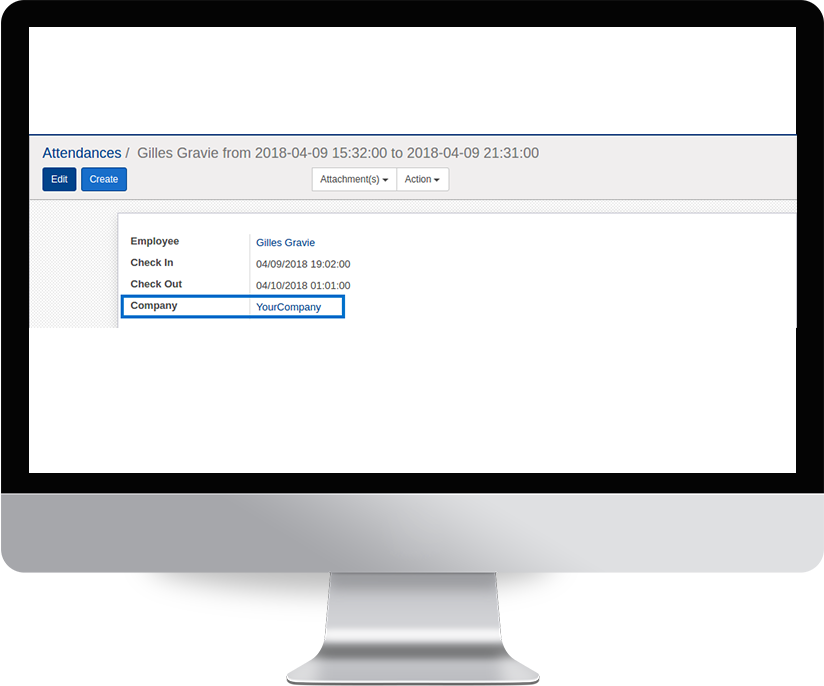 Attendances / Gilles Gravie from 2018-04-09 15:32:00 to 2018-04-09 21:31:00
Edit Create Attachment(s) Action
Employee Gilles Gravie
Check In 04/09/2018 19:02:00
Check Out 04/10/2018 01:01:00
Company YourCompany